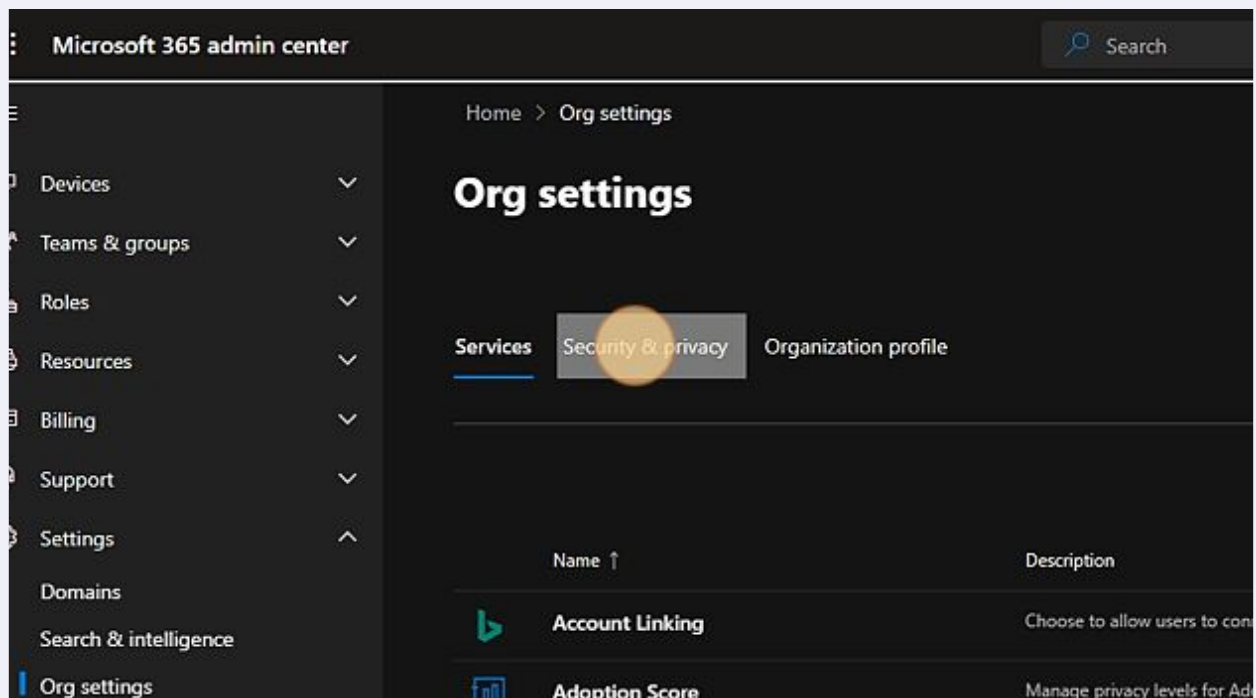 Microsoft 365 admin center
Search
Home > Org settings
Devices
Org settings
Teams & groups
Roles
Services Security & privacy Organization profile
Resources
Billing
Support
Settings
Name ↑ Description
Domains
Account Linking Choose to allow users to
Search & intelligence
Org settings
Adoption Score Manage privacy levels for